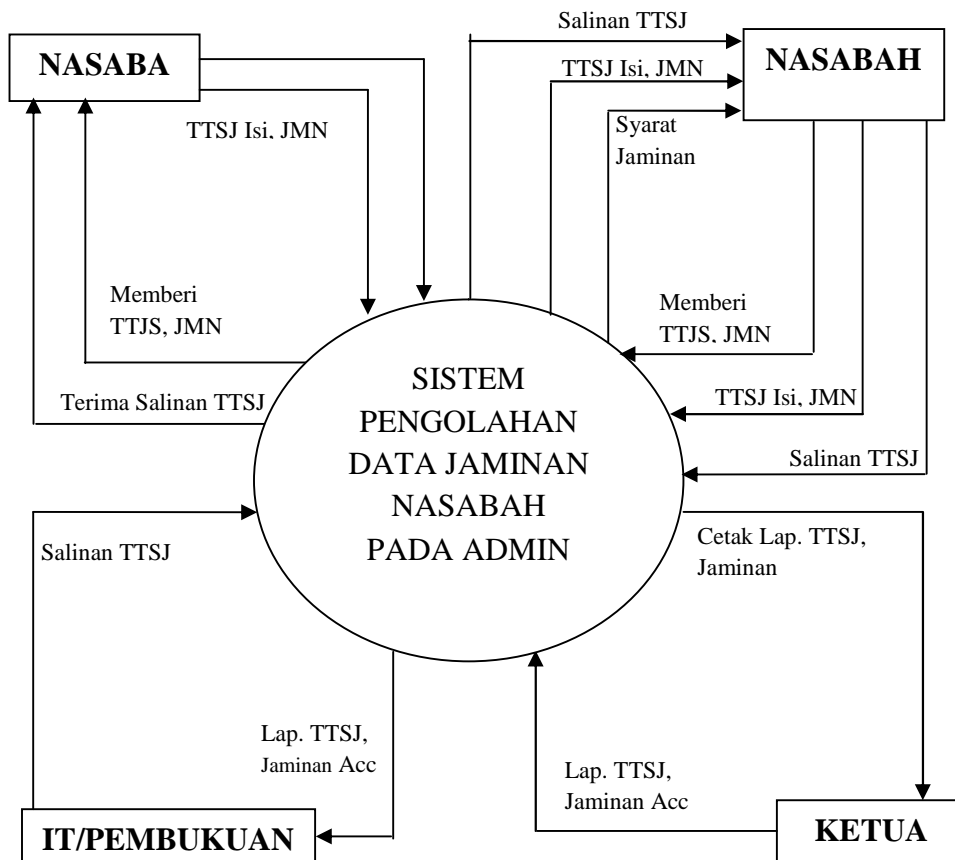 Salinan TTSJ
NASABA
NASABAH
TTSJ Isi, JMN
TTSJ Isi, JMN
Syarat
Jaminan
Memberi
TTJS, JMN
Memberi
TTJS, JMN
Terima Salinan TTSJ
TTSJ Isi, JMN
Salinan TTSJ
SISTEM
PENGOLAHAN
DATA JAMINAN
NASABAH
PADA ADMIN
Salinan TTSJ
Cetak Lap. TTSJ,
Jaminan
Lap. TTSJ,
Jaminan Acc
Lap. TTSJ,
Jaminan Acc
IT/PEMBUKUAN
KETUA